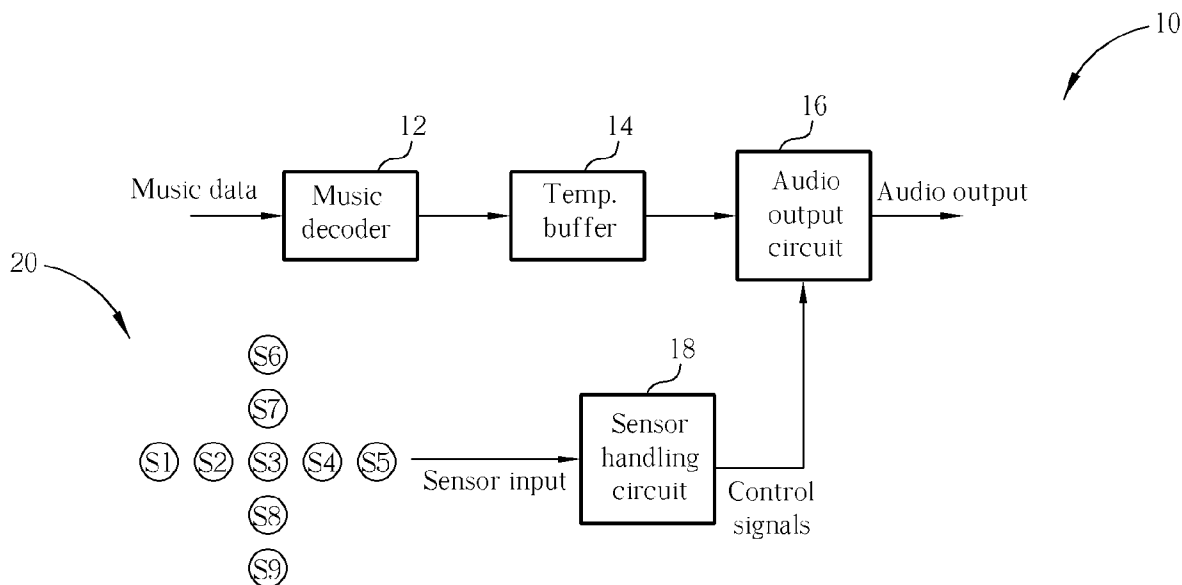 10
12
14
16
Music data
Music
decoder
Temp.
buffer
Audio
output
circuit
Audio output
20
S6
S7
S1 S2 S3 S4 S5
S8
S9
Sensor input
18
Sensor
handling
circuit
Control
signals